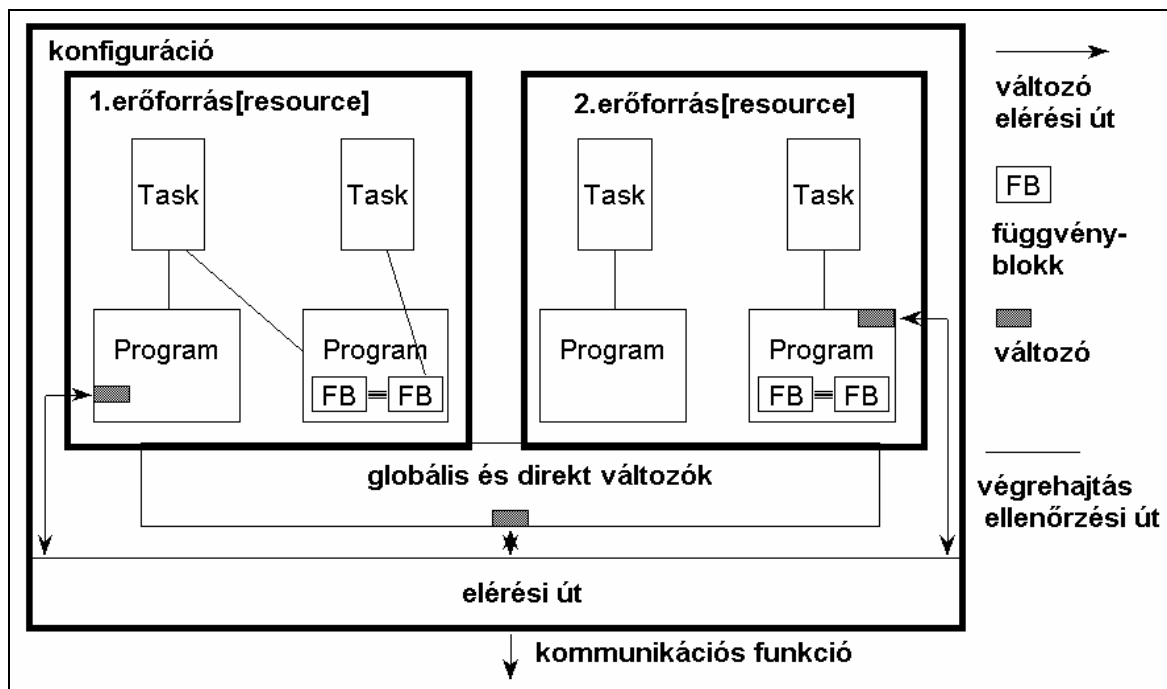 konfiguráció
1.erőforrás[resource]
Task
Task
Program
Program
FB
FB
2.erőforrás[resource]
Task
Task
Program
Program
FB
FB
globális és direkt változók
elérési út
kommunikációs funkció
változó
elérési út
FB
függvény-
blokk
változó
végrehajtás
ellenőrzési út